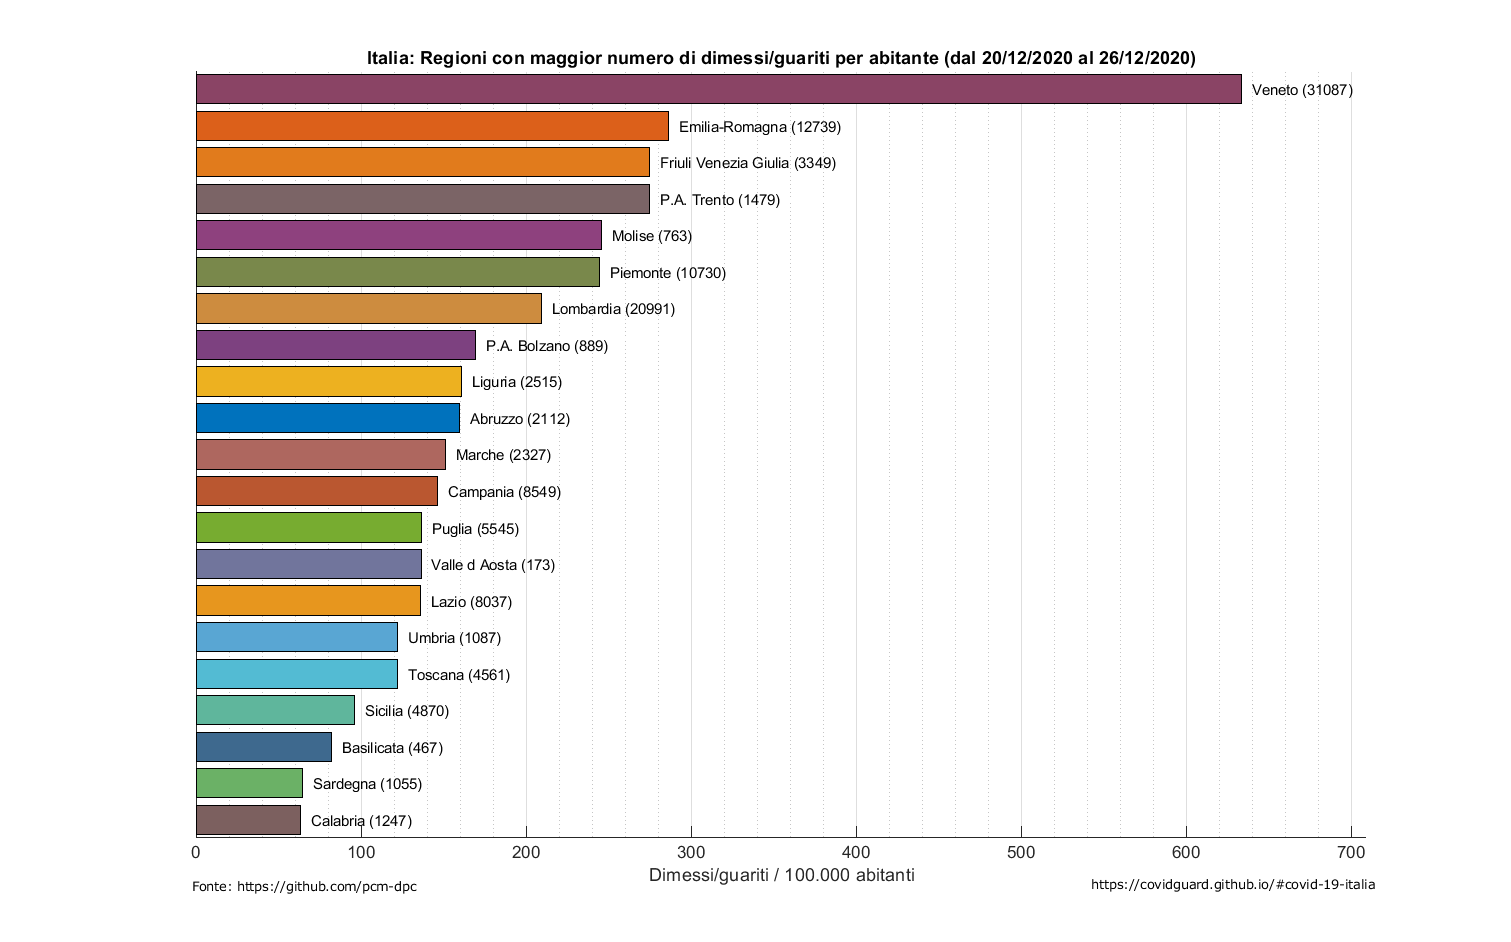 Italia: Regioni con maggior numero di dimessi/guariti per abitante (dal 20/12/2020 al 26/12/2020)
Veneto (31087)
Emilia-Romagna (12739)
Friuli Venezia Giulia (3349)
P.A. Trento (1479)
Molise (763)
Piemonte (10730)
Lombardia (20991)
P.A. Bolzano (889)
Liguria (2515)
Abruzzo (2112)
Marche (2327)
Campania (8549)
Puglia (5545)
Valle d Aosta (173)
Lazio (8037)
Umbria (1087)
Toscana (4561)
Sicilia (4870)
Basilicata (467)
Sardegna (1055)
Calabria (1247)
0 100 200 300 400 500 600 700
Dimessi/guariti / 100.000 abitanti
Fonte: https://github.com/pcm-dpc
https://covidguard.github.io/#covid-19-italia